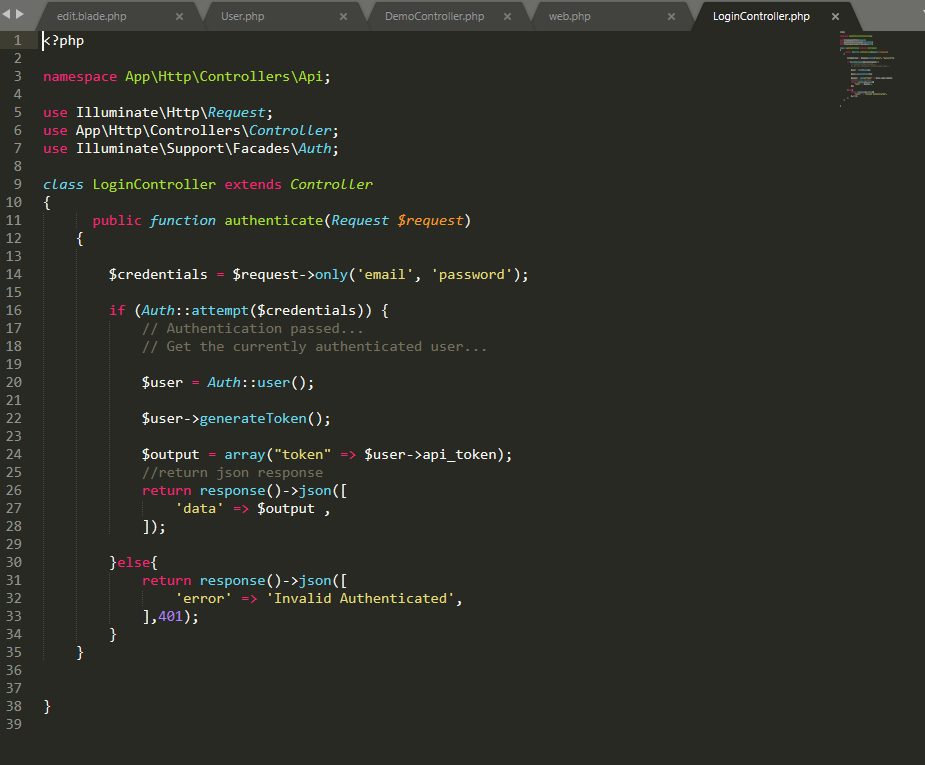 edit.blade.php × User.php × DemoController.php × web.php × LoginController.php ×
1 <?php
2
3 namespace App\Http\Controllers\Api;
4
5 use Illuminate\Http\Request;
6 use App\Http\Controllers\Controller;
7 use Illuminate\Support\Facades\Auth;
8
9 class LoginController extends Controller
10 {
11       public function authenticate(Request $request)
12     {
13
14         $credentials = $request->only('email', 'password');
15
16         if (Auth::attempt($credentials)) {
17             // Authentication passed...
18             // Get the currently authenticated user...
19
20             $user = Auth::user();
21
22             $user->generateToken();
23
24             $output = array("token" => $user->api_token);
25             //return json response
26             return response()->json([
27                 'data' => $output ,
28             ]);
29
30         }else{
31             return response()->json([
32                 'error' => 'Invalid Authenticated',
33             ],401);
34         }
35     }
36
37
38 }
39